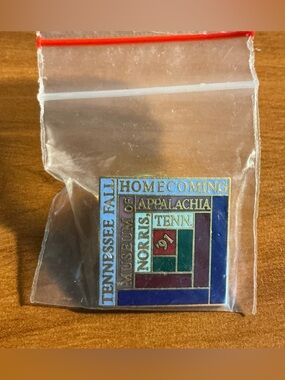 TENNESSEE FALL
HOMECOMING
MUSEUM OF
APPALACHIA
NORRIS,
TENN.
'91